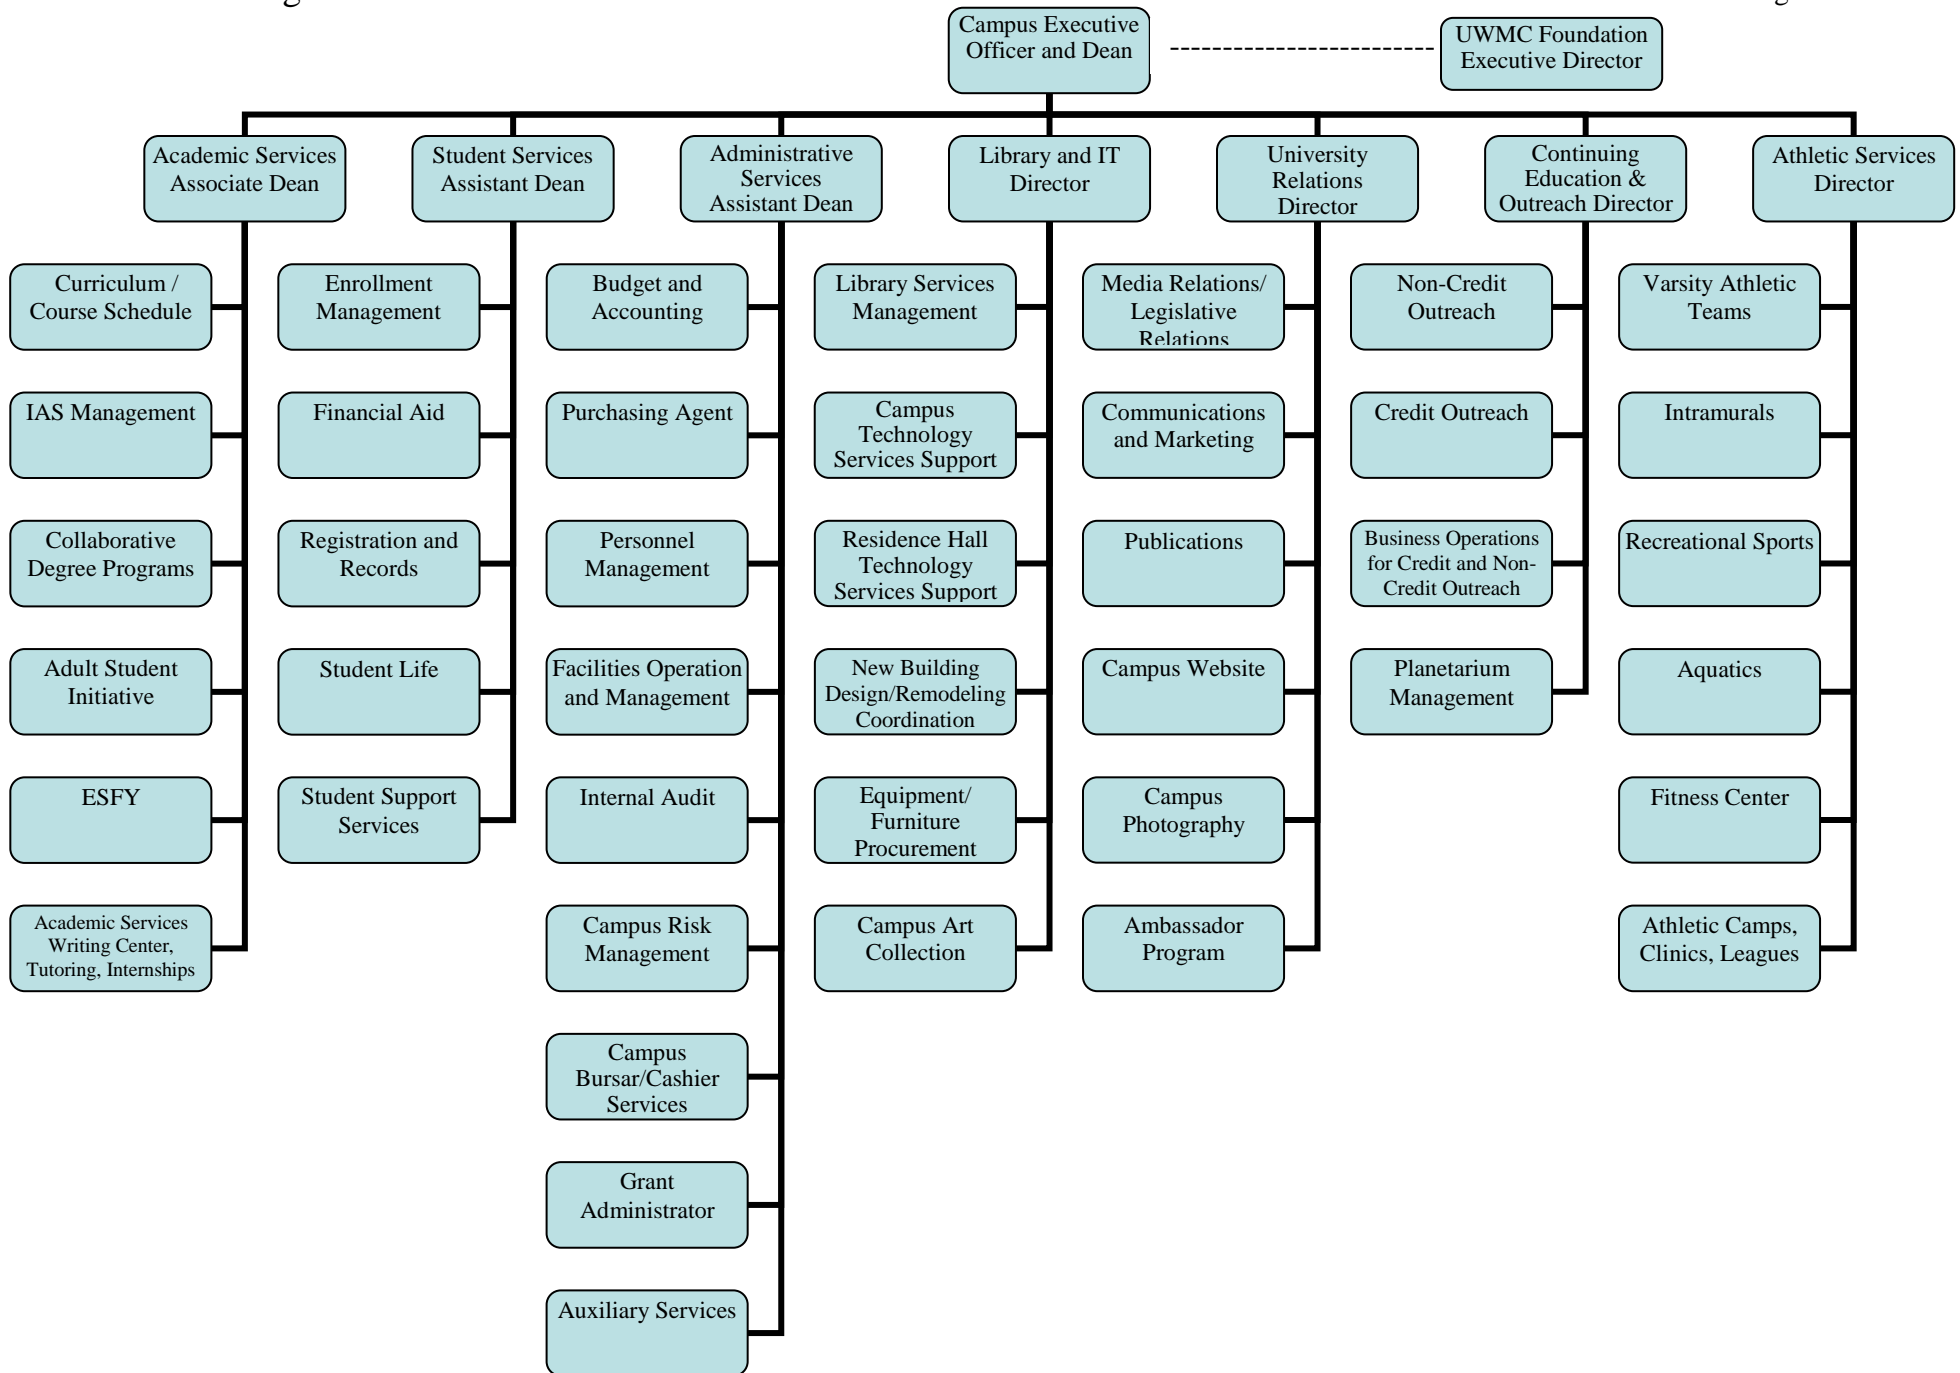 Campus Executive
Officer and Dean
UWMC Foundation
Executive Director
Academic Services
Associate Dean
Student Services
Assistant Dean
Administrative
Services
Assistant Dean
Library and IT
Director
University
Relations
Director
Continuing
Education &
Outreach Director
Athletic Services
Director
Curriculum /
Course Schedule
IAS Management
Collaborative
Degree Programs
Adult Student
Initiative
ESFY
Academic Services
Writing Center,
Tutoring, Internships
Enrollment
Management
Financial Aid
Registration and
Records
Student Life
Student Support
Services
Budget and
Accounting
Purchasing Agent
Personnel
Management
Facilities Operation
and Management
Internal Audit
Campus Risk
Management
Campus
Bursar/Cashier
Services
Grant
Administrator
Auxiliary Services
Library Services
Management
Campus
Technology
Services Support
Residence Hall
Technology
Services Support
New Building
Design/Remodeling
Coordination
Equipment/
Furniture
Procurement
Campus Art
Collection
Media Relations/
Legislative
Relations
Communications
and Marketing
Publications
Campus Website
Campus
Photography
Ambassador
Program
Non-Credit
Outreach
Credit Outreach
Business Operations
for Credit and Non-
Credit Outreach
Planetarium
Management
Varsity Athletic
Teams
Intramurals
Recreational Sports
Aquatics
Fitness Center
Athletic Camps,
Clinics, Leagues